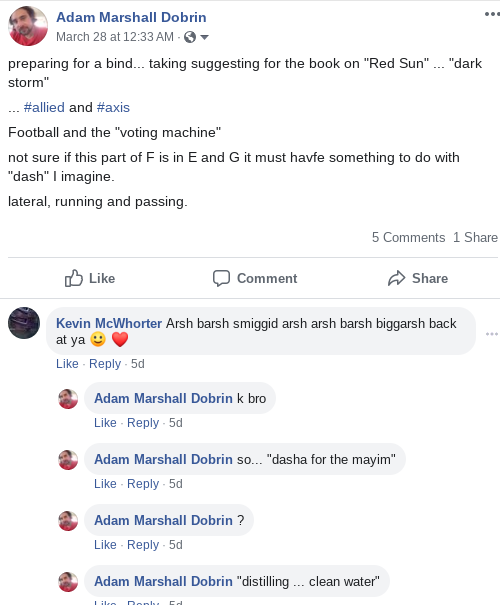 Adam Marshall Dobrin
March 28 at 12:33 AM ·
preparing for a bind... taking suggesting for the book on "Red Sun" ... "dark
storm"
... #allied and #axis
Football and the "voting machine"
not sure if this part of F is in E and G it must havfe something to do with
"dash" I imagine.
lateral, running and passing.
5 Comments 1 Share
Like Comment Share
Kevin McWhorter Arsh barsh smiggid arsh arsh barsh biggarsh back
at ya 🙂 ❤️
Like · Reply · 5d
Adam Marshall Dobrin k bro
Like · Reply · 5d
Adam Marshall Dobrin so... "dasha for the mayim"
Like · Reply · 5d
Adam Marshall Dobrin ?
Like · Reply · 5d
Adam Marshall Dobrin "distilling ... clean water"
Like · Reply · 5d